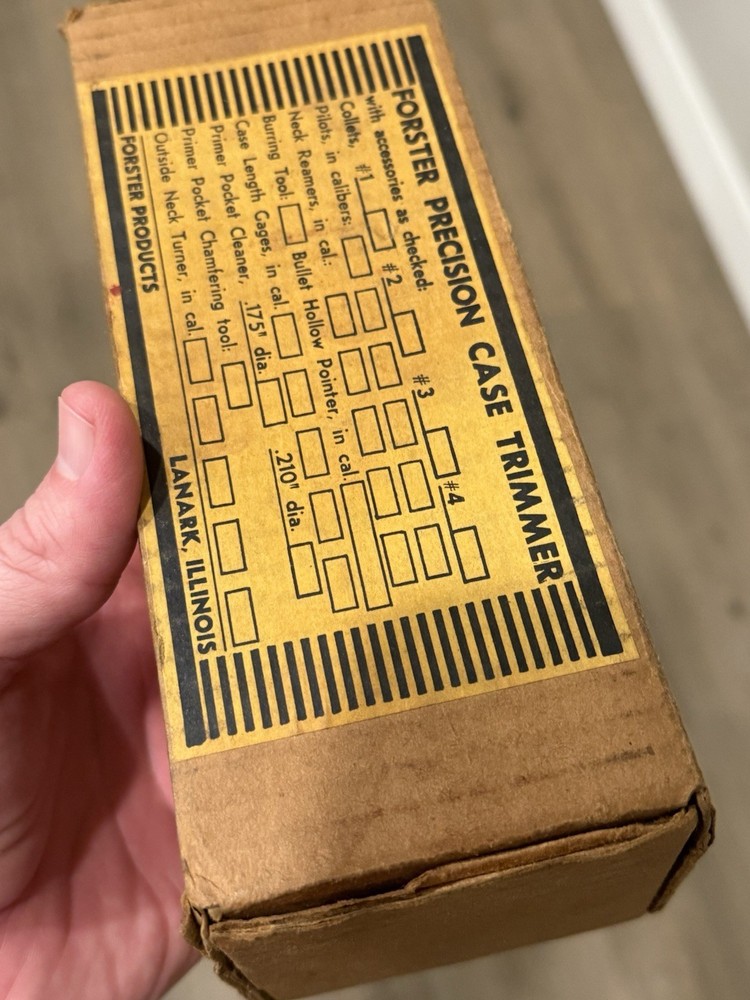 FORSTER PRECISION CASE TRIMMER
with accessories as checked:
Collets, #1 #2 #3 #4
Pilots, in calibers:
Neck Reamers, in cal.:
Burring Tool: Bullet Hollow Pointer, in cal.
Case Length Gages, in cal.
Primer Pocket Cleaner, .175" dia. .210" dia.
Primer Pocket Chamfering tool:
Outside Neck Turner, in cal.
FORSTER PRODUCTS LANARK, ILLINOIS